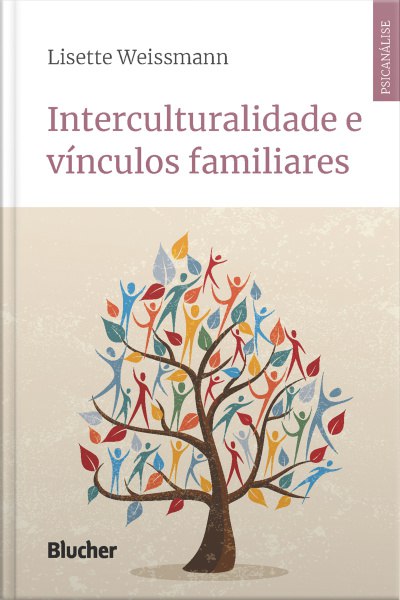 Lisette Weissmann
PSICANÁLISE
Interculturalidade e
vínculos familiares
Blucher